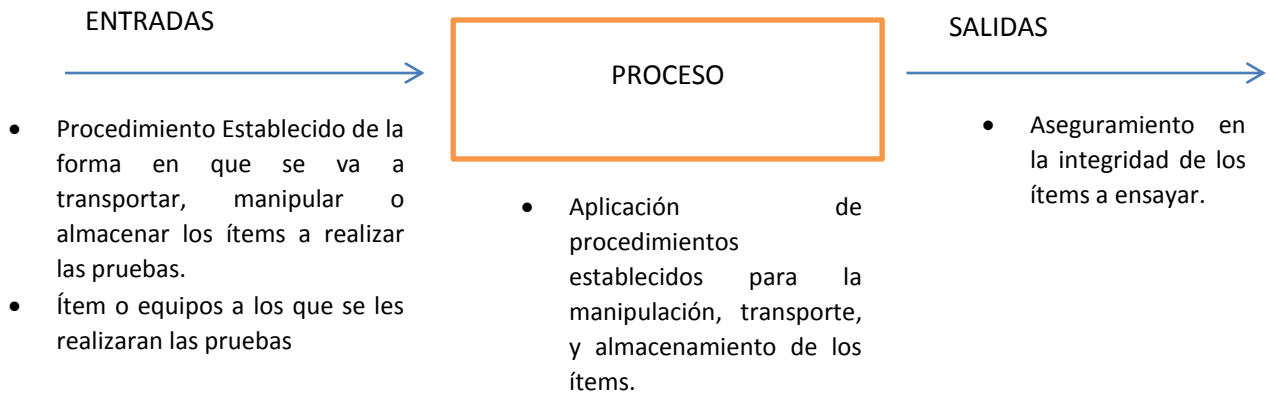 ENTRADAS
• Procedimiento Establecido de la
forma en que se va a
transportar, manipular o
almacenar los ítems a realizar
las pruebas.
• Ítem o equipos a los que se les
realizaran las pruebas
PROCESO
• Aplicación de
procedimientos
establecidos para la
manipulación, transporte,
y almacenamiento de los
ítems.
SALIDAS
• Aseguramiento en
la integridad de los
ítems a ensayar.